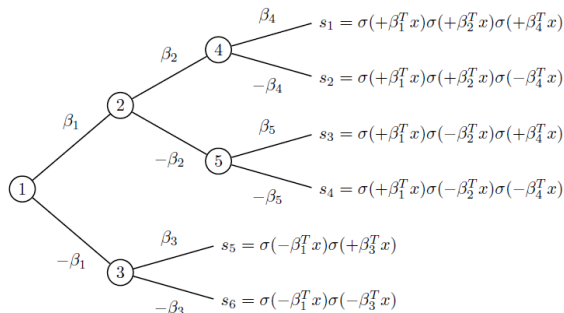 β₄ s₁ = σ(+β₁ᵀx)σ(+β₂ᵀx)σ(+β₄ᵀx)
4
β₂
−β₄ s₂ = σ(+β₁ᵀx)σ(+β₂ᵀx)σ(−β₄ᵀx)
2
β₁
β₅ s₃ = σ(+β₁ᵀx)σ(−β₂ᵀx)σ(+β₄ᵀx)
−β₂
5
−β₅ s₄ = σ(+β₁ᵀx)σ(−β₂ᵀx)σ(−β₄ᵀx)
1
β₃ s₅ = σ(−β₁ᵀx)σ(+β₃ᵀx)
−β₁
3
−β₃ s₆ = σ(−β₁ᵀx)σ(−β₃ᵀx)